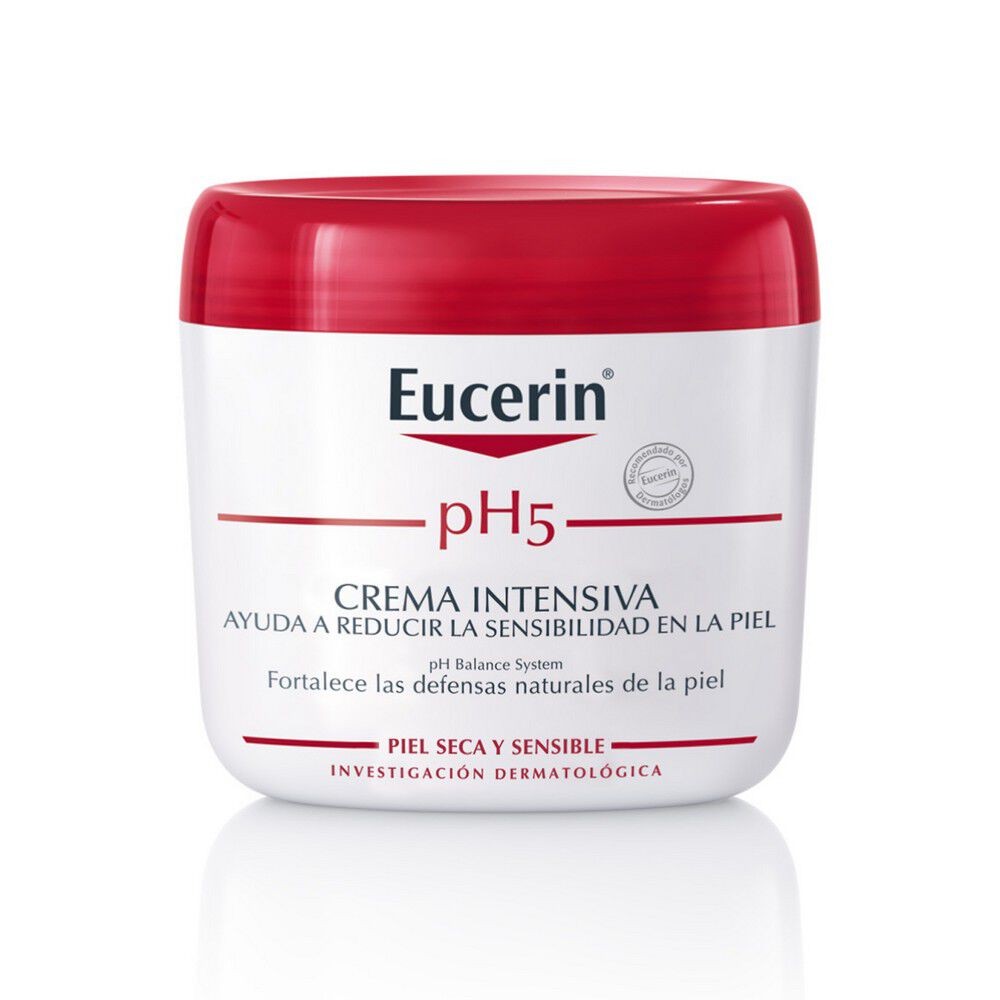 Eucerin®
Recomendado por
Eucerin
Dermatólogos
pH5
CREMA INTENSIVA
AYUDA A REDUCIR LA SENSIBILIDAD EN LA PIEL
pH Balance System
Fortalece las defensas naturales de la piel
PIEL SECA Y SENSIBLE
INVESTIGACIÓN DERMATOLÓGICA